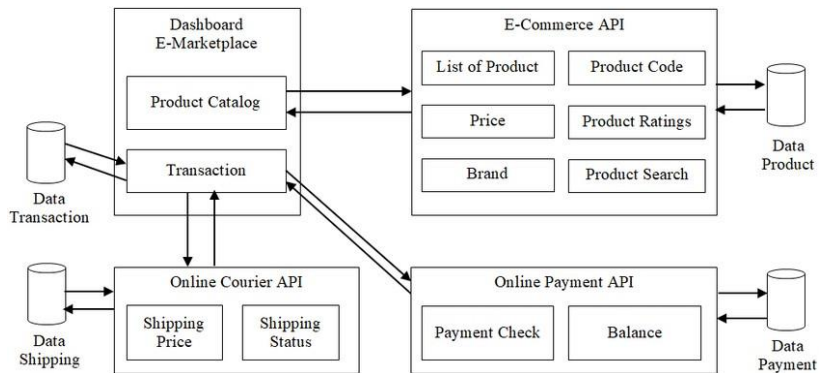 Dashboard
E-Marketplace
Product Catalog
Transaction
E-Commerce API
List of Product
Product Code
Price
Product Ratings
Brand
Product Search
Data
Product
Data
Transaction
Online Courier API
Shipping
Price
Shipping
Status
Data
Shipping
Online Payment API
Payment Check
Balance
Data
Payment